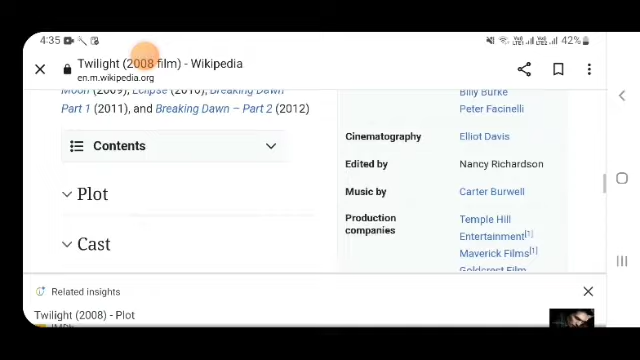 4:35
42%
Twilight (2008 film) - Wikipedia
en.m.wikipedia.org
Moon (2009), Eclipse (2010), Breaking Dawn
Part 1 (2011), and Breaking Dawn – Part 2 (2012)
Contents
Plot
Cast
Billy Burke
Peter Facinelli
Cinematography Elliot Davis
Edited by Nancy Richardson
Music by Carter Burwell
Production Temple Hill
companies Entertainment[1]
Maverick Films[1]
Goldcrest Film
Related insights
Twilight (2008) - Plot
IMDb